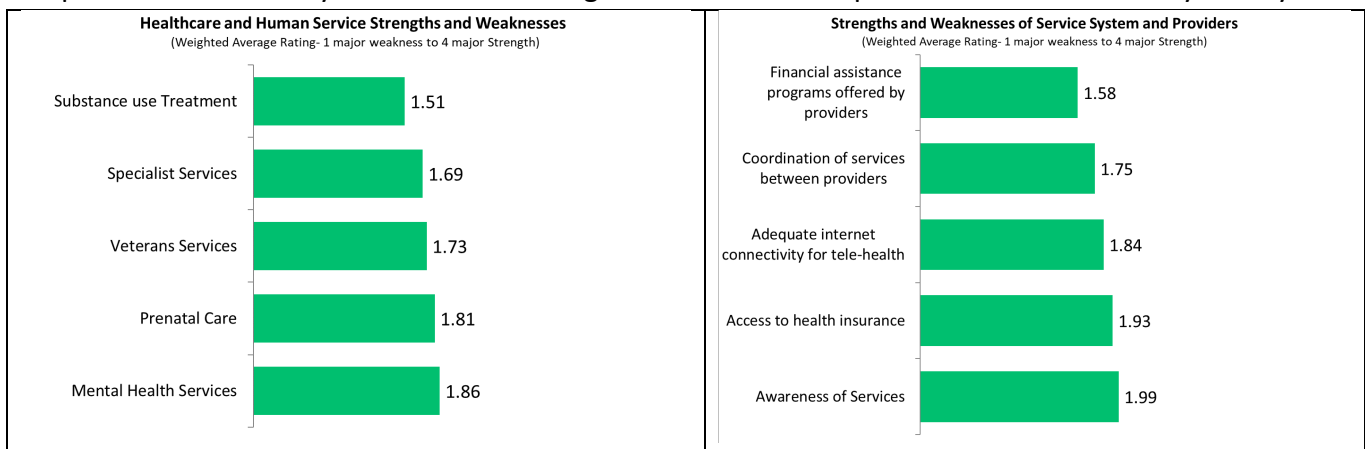 Healthcare and Human Service Strengths and Weaknesses
(Weighted Average Rating- 1 major weakness to 4 major Strength)
Substance use Treatment
1.51
Specialist Services
1.69
Veterans Services
1.73
Prenatal Care
1.81
Mental Health Services
1.86
Strengths and Weaknesses of Service System and Providers
(Weighted Average Rating- 1 major weakness to 4 major Strength)
Financial assistance
programs offered by
providers
1.58
Coordination of services
between providers
1.75
Adequate internet
connectivity for tele-health
1.84
Access to health insurance
1.93
Awareness of Services
1.99